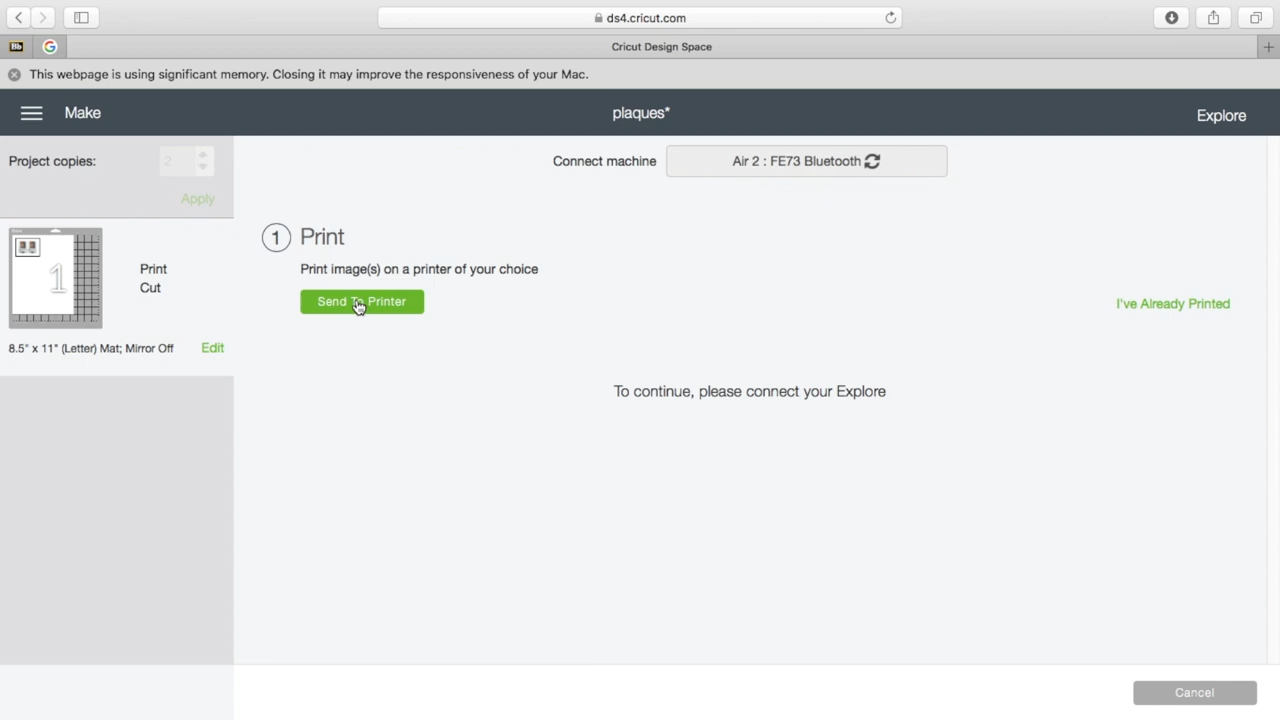 ds4.cricut.com
Bb
G
Cricut Design Space
+
This webpage is using significant memory. Closing it may improve the responsiveness of your Mac.
Make
plaques*
Explore
Project copies:
2
Connect machine
Air 2 : FE73 Bluetooth
Apply
1 Print
Print image(s) on a printer of your choice
1
Print
Cut
Send To Printer
I've Already Printed
8.5" x 11" (Letter) Mat; Mirror Off
Edit
To continue, please connect your Explore
Cancel